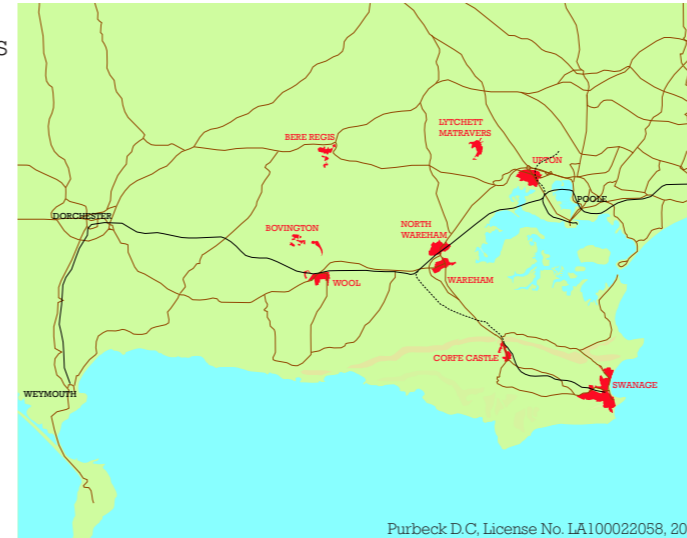 S
BERE REGIS
LYTCHETT
MATRAVERS
UPTON
POOLE
DORCHESTER
BOVINGTON
NORTH
WAREHAM
WOOL
WAREHAM
CORFE CASTLE
SWANAGE
WEYMOUTH
Purbeck D.C, License No. LA100022058, 20